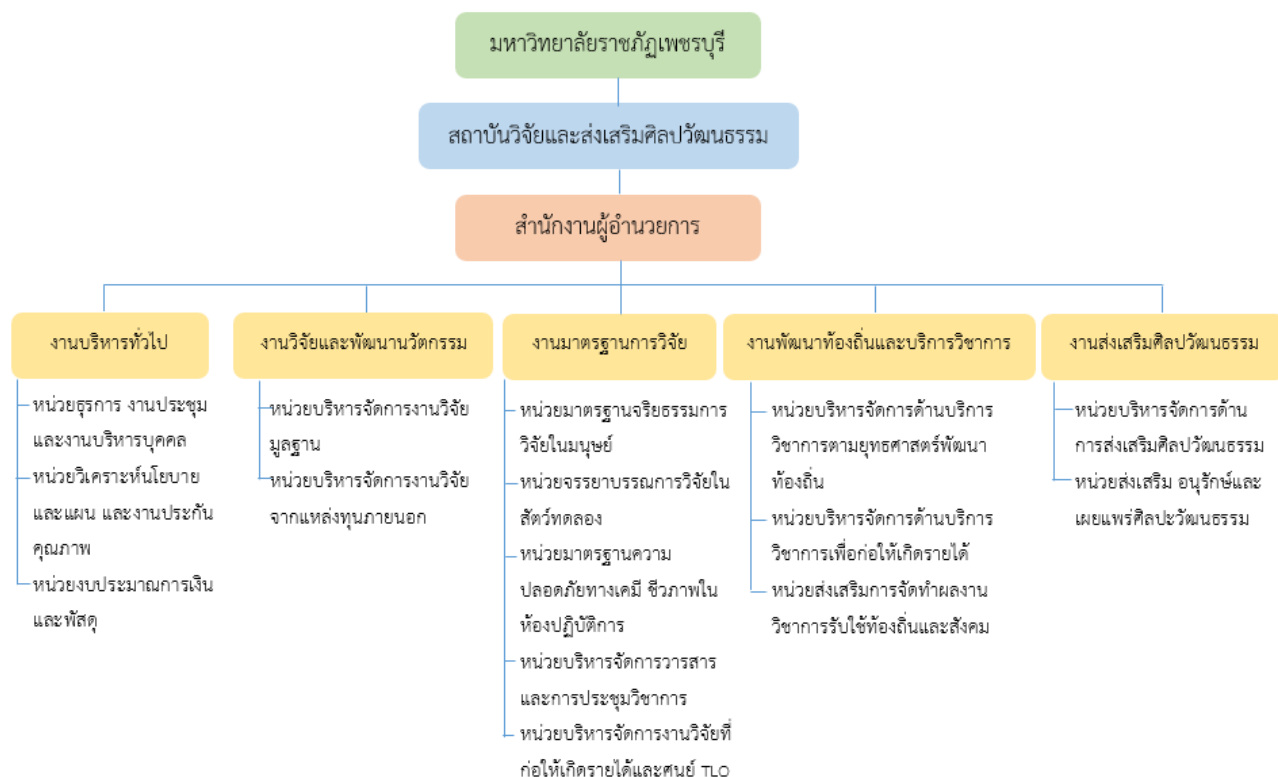 มหาวิทยาลัยราชภัฏเพชรบุรี
สถาบันวิจัยและส่งเสริมศิลปวัฒนธรรม
สำนักงานผู้อำนวยการ
งานบริหารทั่วไป
หน่วยธุรการ งานประชุม
และงานบริหารบุคคล
หน่วยวิเคราะห์นโยบาย
และแผน และงานประกัน
คุณภาพ
หน่วยงบประมาณการเงิน
และพัสดุ
งานวิจัยและพัฒนานวัตกรรม
หน่วยบริหารจัดการงานวิจัย
มูลฐาน
หน่วยบริหารจัดการงานวิจัย
จากแหล่งทุนภายนอก
งานมาตรฐานการวิจัย
หน่วยมาตรฐานจริยธรรมการ
วิจัยในมนุษย์
หน่วยจรรยาบรรณการวิจัยใน
สัตว์ทดลอง
หน่วยมาตรฐานความ
ปลอดภัยทางเคมี ชีวภาพใน
ห้องปฏิบัติการ
หน่วยบริหารจัดการวารสาร
และการประชุมวิชาการ
หน่วยบริหารจัดการงานวิจัยที่
ก่อให้เกิดรายได้และศูนย์ TLO
งานพัฒนาท้องถิ่นและบริการวิชาการ
หน่วยบริหารจัดการด้านบริการ
วิชาการตามยุทธศาสตร์พัฒนา
ท้องถิ่น
หน่วยบริหารจัดการด้านบริการ
วิชาการเพื่อก่อให้เกิดรายได้
หน่วยส่งเสริมการจัดทำผลงาน
วิชาการรับใช้ท้องถิ่นและสังคม
งานส่งเสริมศิลปวัฒนธรรม
หน่วยบริหารจัดการด้าน
การส่งเสริมศิลปวัฒนธรรม
หน่วยส่งเสริม อนุรักษ์และ
เผยแพร่ศิลปะวัฒนธรรม